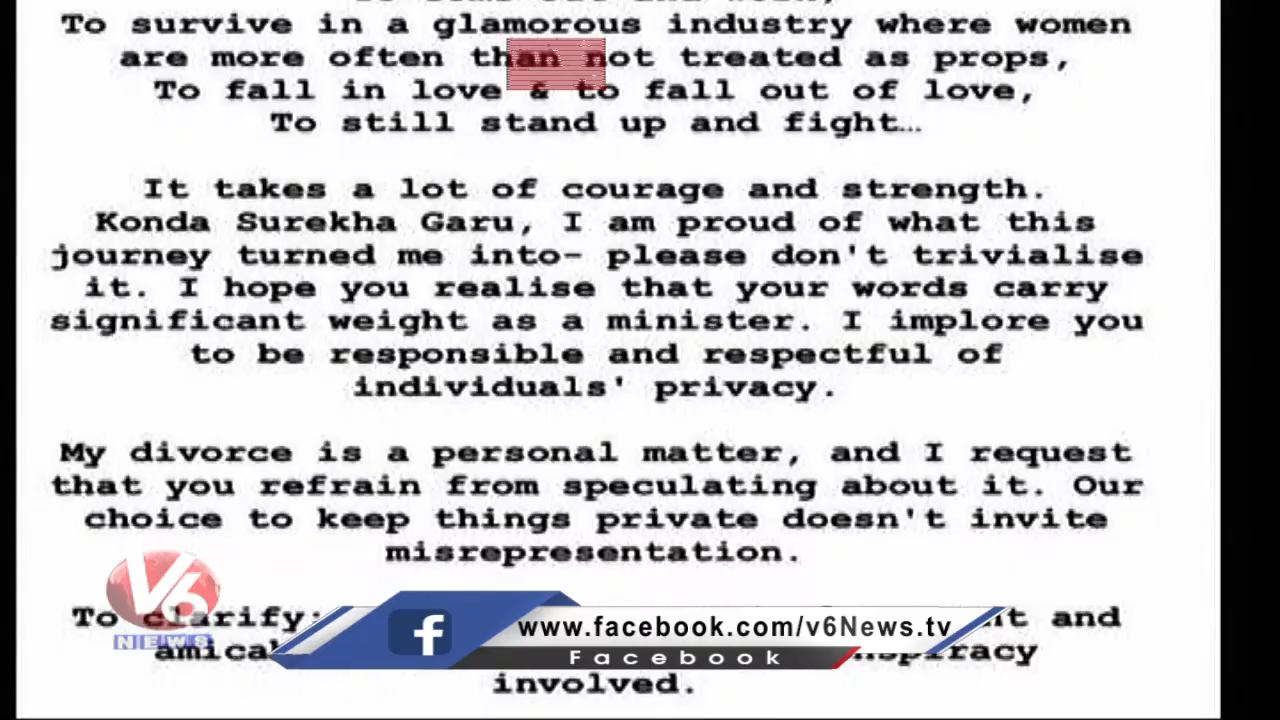 To survive in a glamorous industry where women
are more often than not treated as props,
To fall in love & to fall out of love,
To still stand up and fight…
It takes a lot of courage and strength.
Konda Surekha Garu, I am proud of what this
journey turned me into- please don't trivialise
it. I hope you realise that your words carry
significant weight as a minister. I implore you
to be responsible and respectful of
individuals' privacy.
My divorce is a personal matter, and I request
that you refrain from speculating about it. Our
choice to keep things private doesn't invite
misrepresentation.
To clarify: and
involved.
V6
NEWS
f
www.facebook.com/v6News.tv
Facebook